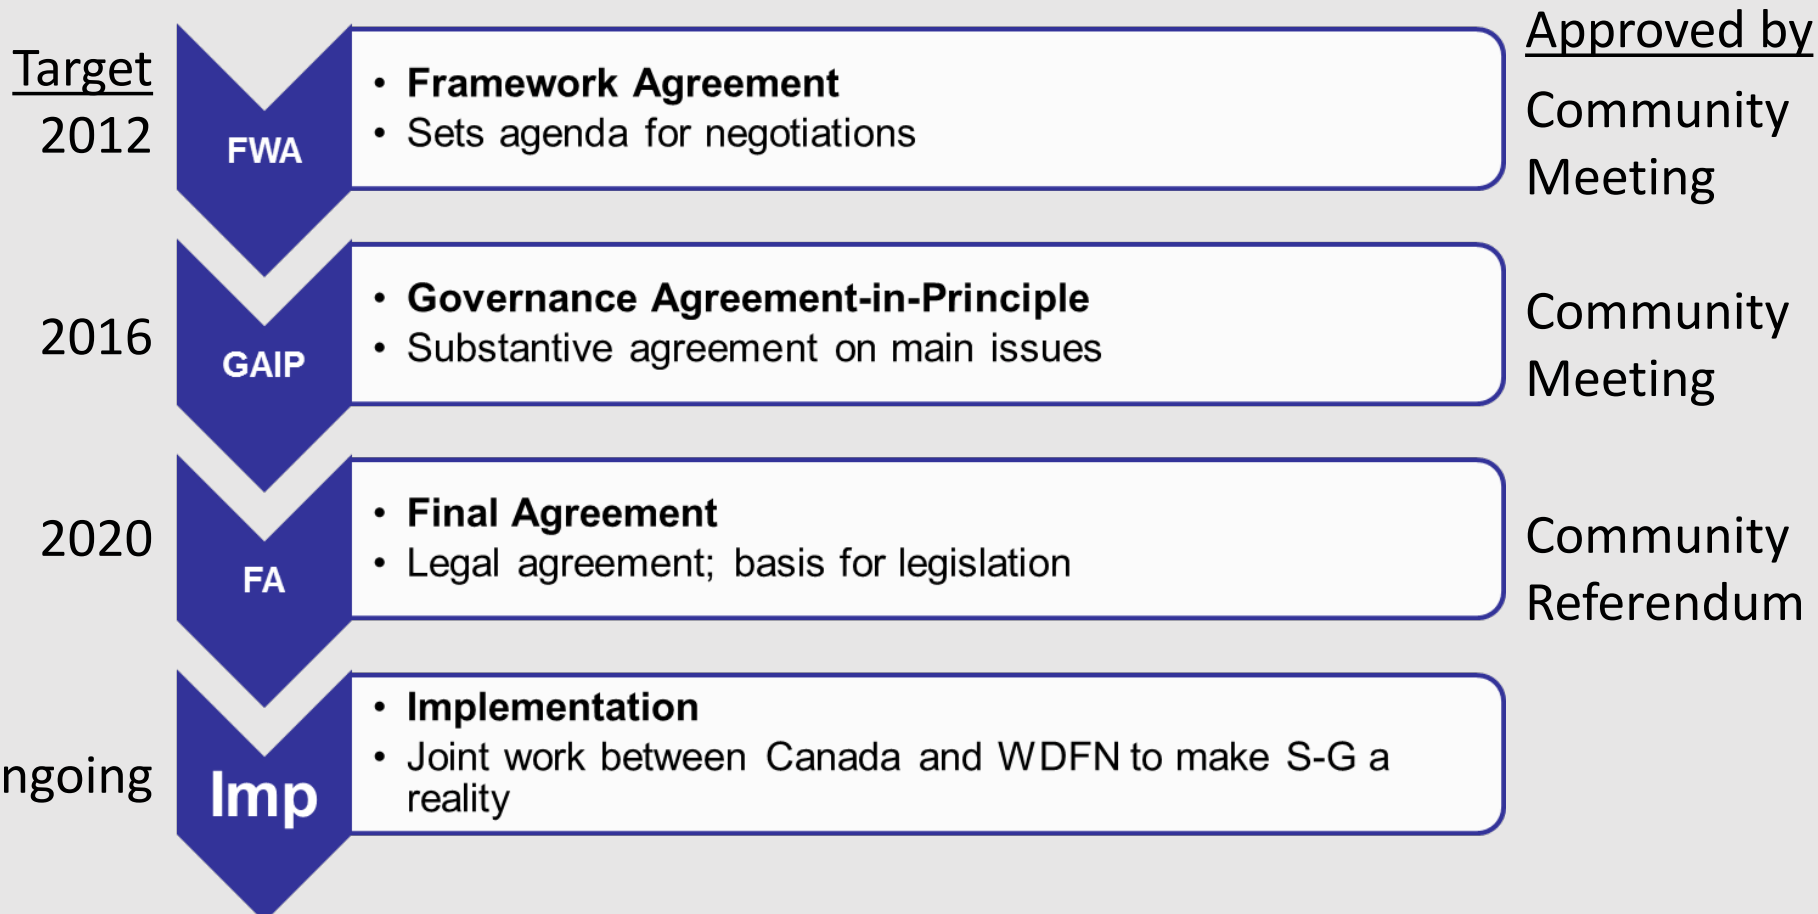 Target
Approved by
2012
FWA
• Framework Agreement
• Sets agenda for negotiations
Community
Meeting
2016
GAIP
• Governance Agreement-in-Principle
• Substantive agreement on main issues
Community
Meeting
2020
FA
• Final Agreement
• Legal agreement; basis for legislation
Community
Referendum
ngoing
Imp
• Implementation
• Joint work between Canada and WDFN to make S-G a
reality